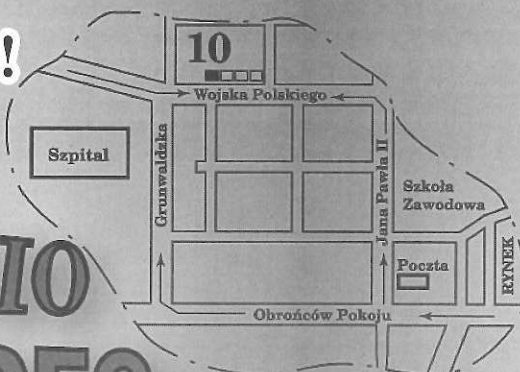 !
10
Wojska Polskiego
Szpital
Grunwaldzka
Jana Pawła II
Szkoła
Zawodowa
IO
Poczta
RYNEK
Obrońców Pokoju